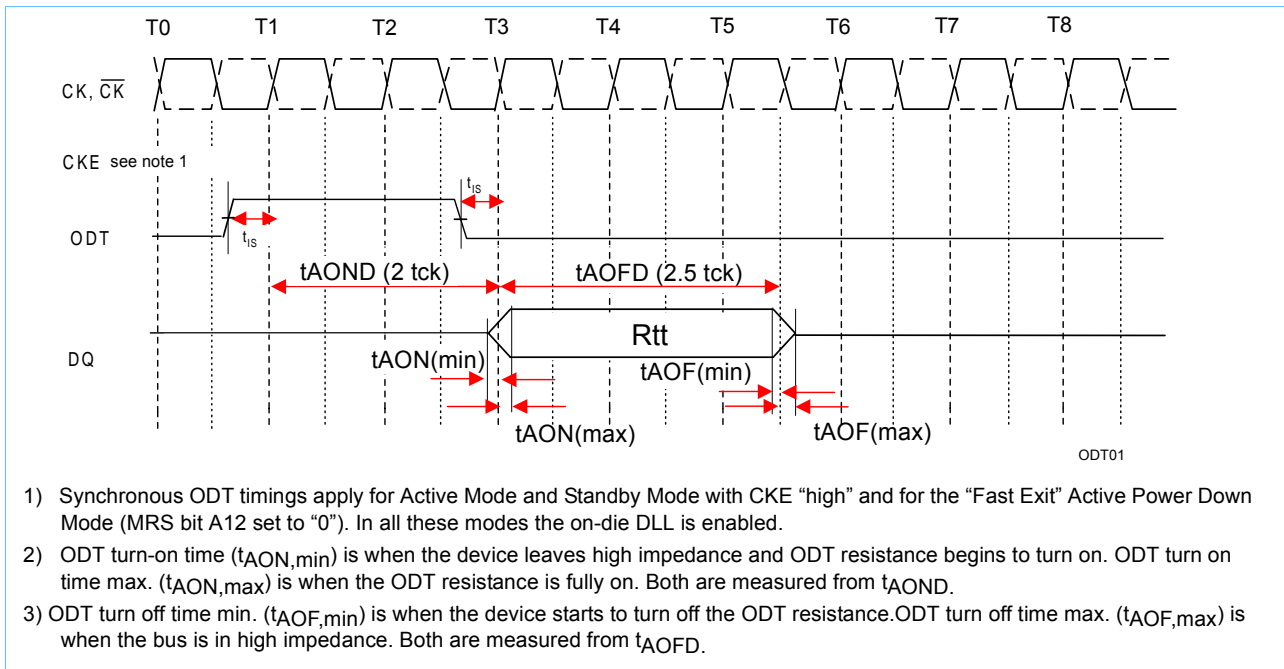 T0 T1 T2 T3 T4 T5 T6 T7 T8
CK, CK
CKE see note 1
tIS
ODT
tIS
tAOND (2 tck) tAOFD (2.5 tck)
Rtt
DQ
tAON(min) tAOF(min)
tAON(max) tAOF(max)
ODT01
1) Synchronous ODT timings apply for Active Mode and Standby Mode with CKE “high” and for the “Fast Exit” Active Power Down
Mode (MRS bit A12 set to “0”). In all these modes the on-die DLL is enabled.
2) ODT turn-on time (tAON,min) is when the device leaves high impedance and ODT resistance begins to turn on. ODT turn on
time max. (tAON,max) is when the ODT resistance is fully on. Both are measured from tAOND.
3) ODT turn off time min. (tAOF,min) is when the device starts to turn off the ODT resistance.ODT turn off time max. (tAOF,max) is
when the bus is in high impedance. Both are measured from tAOFD.